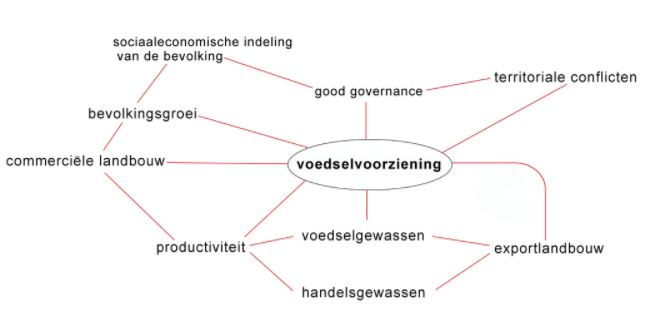 sociaaleconomische indeling
van de bevolking
good governance
territoriale conflicten
bevolkingsgroei
commerciële landbouw
voedselvoorziening
voedselgewassen
productiviteit
exportlandbouw
handelsgewassen